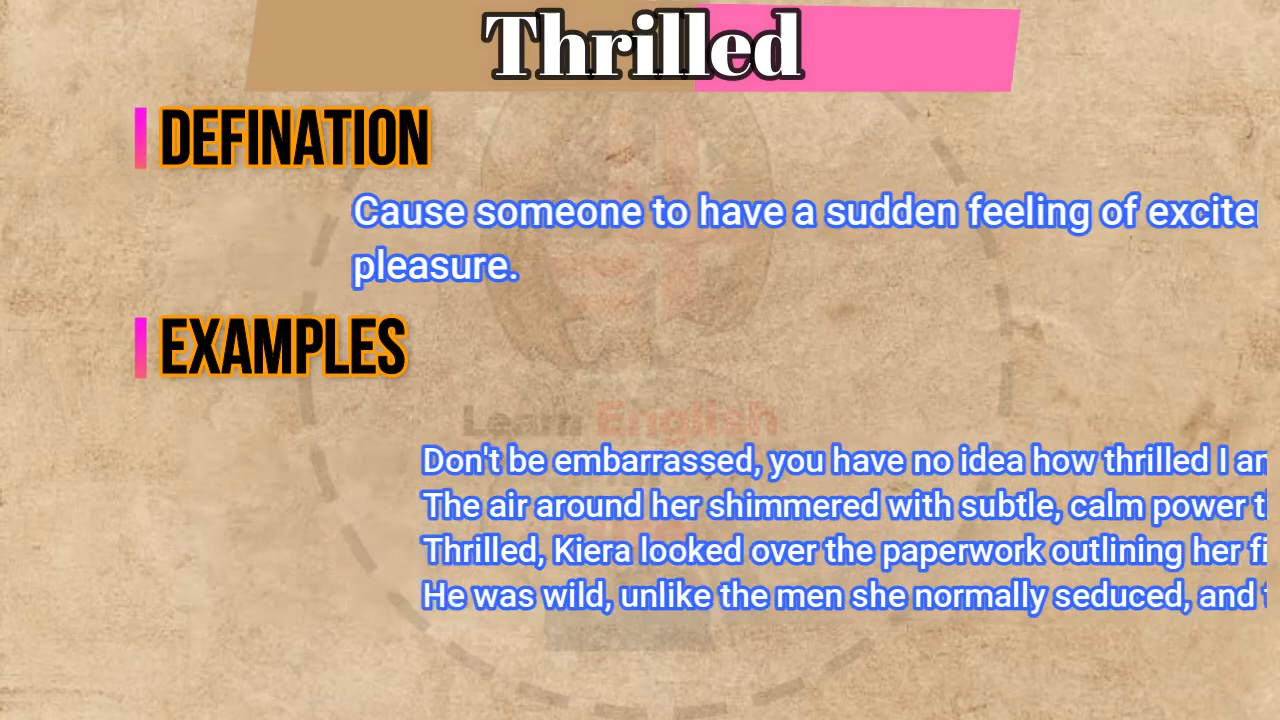 Thrilled
DEFINATION
Cause someone to have a sudden feeling of excite
pleasure.
EXAMPLES
Learn English
Don't be embarrassed, you have no idea how thrilled I
The air around her shimmered with subtle, calm power
Thrilled, Kiera looked over the paperwork outlining her
He was wild, unlike the men she normally seduced, and